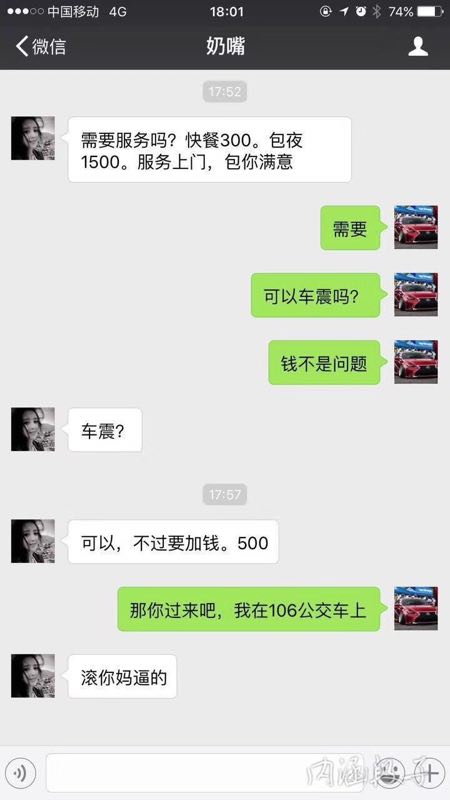 中国移动 4G 18:01 74%
微信 奶嘴
17:52
需要服务吗？快餐300。包夜
1500。服务上门，包你满意
需要
可以车震吗？
钱不是问题
车震？
17:57
可以，不过要加钱。500
那你过来吧，我在106公交车上
滚你妈逼的
内涵段子